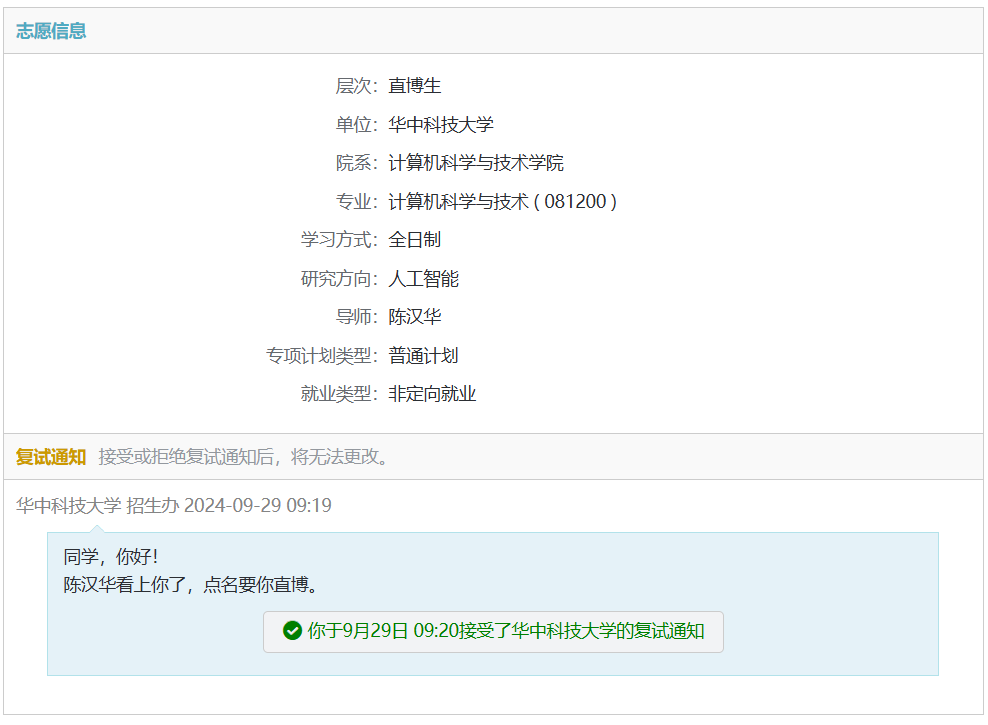 志愿信息
层次：直博生
单位：华中科技大学
院系：计算机科学与技术学院
专业：计算机科学与技术 ( 081200 )
学习方式：全日制
研究方向：人工智能
导师：陈汉华
专项计划类型：普通计划
就业类型：非定向就业
复试通知 接受或拒绝复试通知后，将无法更改。
华中科技大学 招生办 2024-09-29 09:19
同学，你好！
陈汉华看上你了，点名要你直博。
你于9月29日 09:20接受了华中科技大学的复试通知